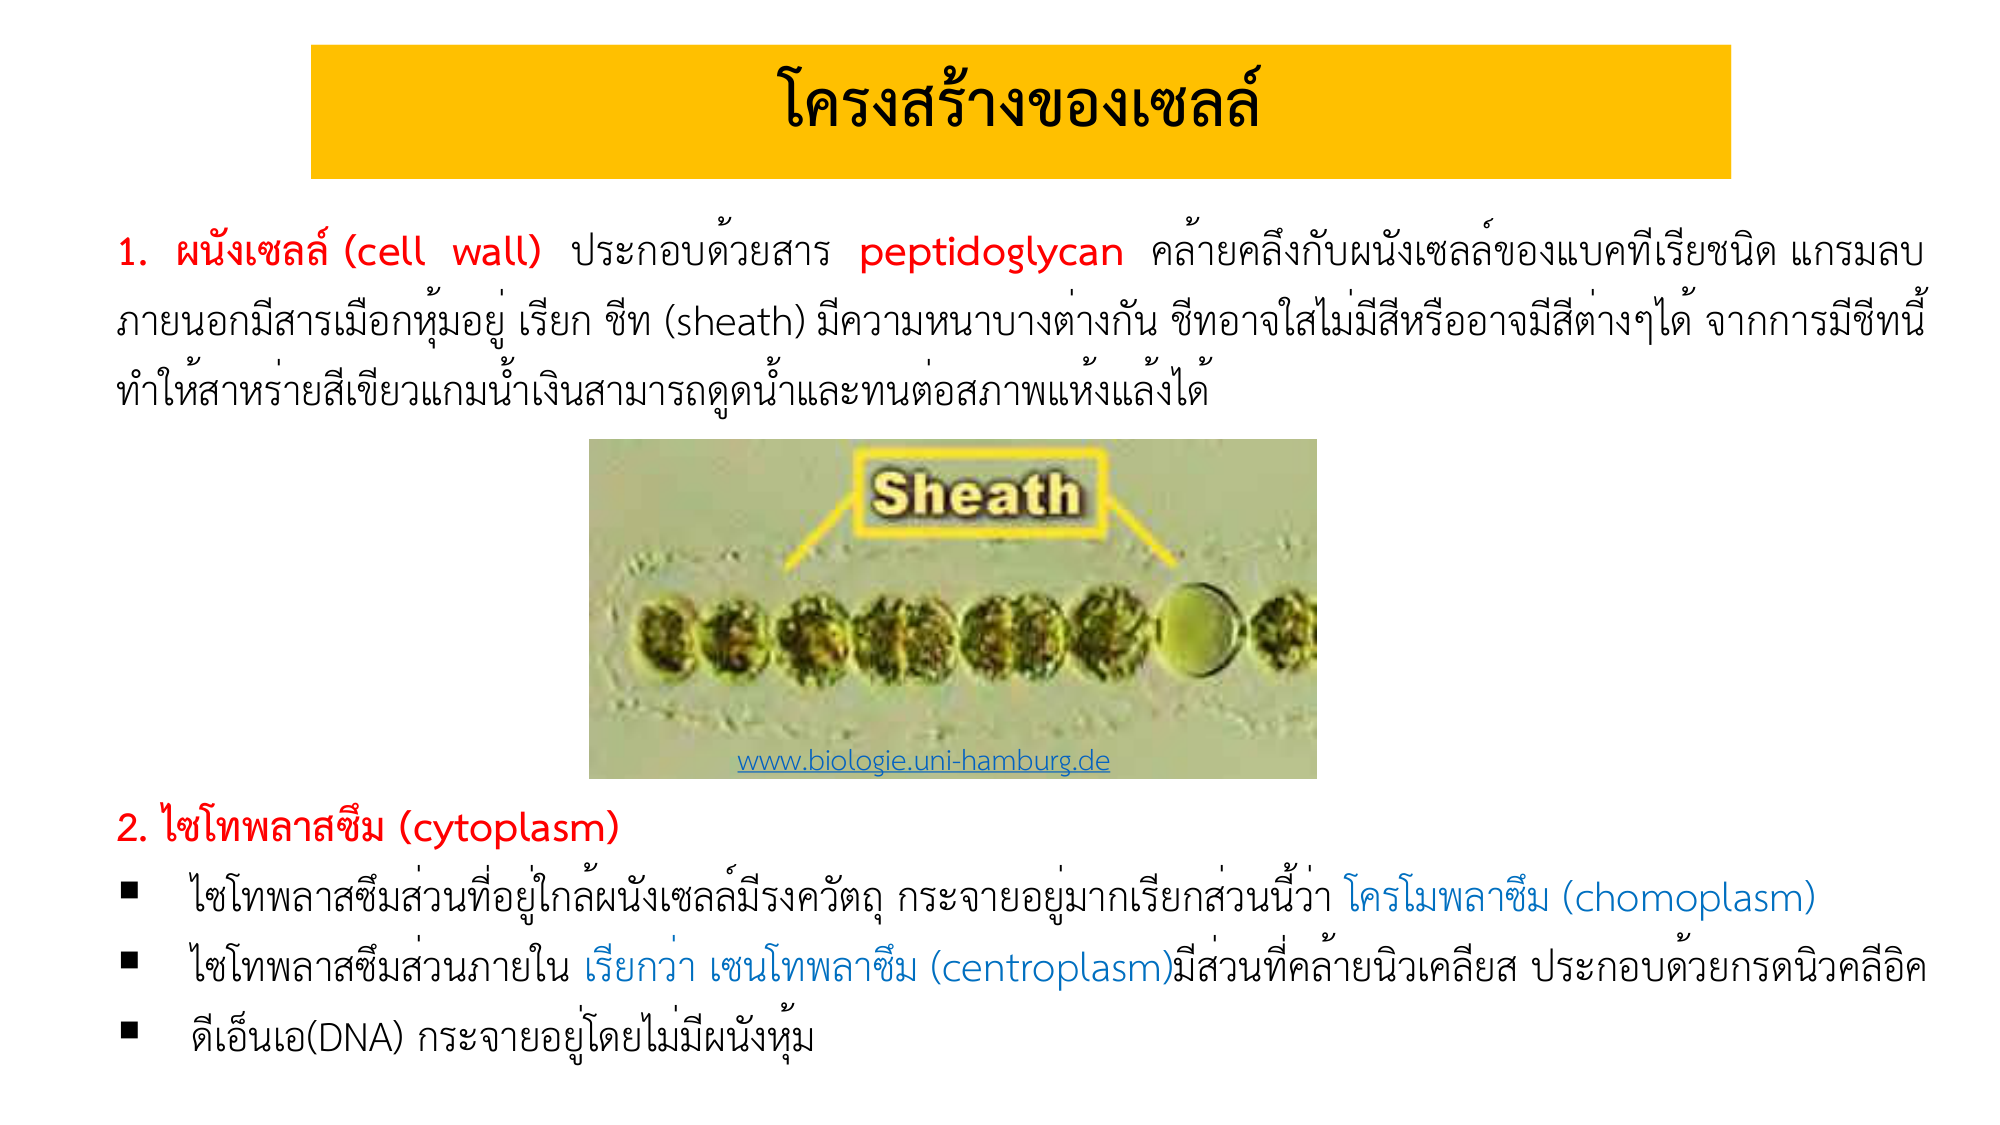 โครงสร้างของเซลล์
1. ผนังเซลล์ (cell wall) ประกอบด้วยสาร peptidoglycan คล้ายคลึงกับผนังเซลล์ของแบคทีเรียชนิด แกรมลบ
ภายนอกมีสารเมือกหุ้มอยู่ เรียก ชีท (sheath) มีความหนาบางต่างกัน ชีทอาจใสไม่มีสีหรืออาจมีสีต่างๆได้ จากการมีชีทนี้
ทำให้สาหร่ายสีเขียวแกมน้ำเงินสามารถดูดน้ำและทนต่อสภาพแห้งแล้งได้
Sheath
www.biologie.uni-hamburg.de
2. ไซโทพลาสซึม (cytoplasm)
▪ ไซโทพลาสซึมส่วนที่อยู่ใกล้ผนังเซลล์มีรงควัตถุ กระจายอยู่มากเรียกส่วนนี้ว่า โครโมพลาซึม (chomoplasm)
▪ ไซโทพลาสซึมส่วนภายใน เรียกว่า เซนโทพลาซึม (centroplasm)มีส่วนที่คล้ายนิวเคลียส ประกอบด้วยกรดนิวคลีอิค
▪ ดีเอ็นเอ(DNA) กระจายอยู่โดยไม่มีผนังหุ้ม